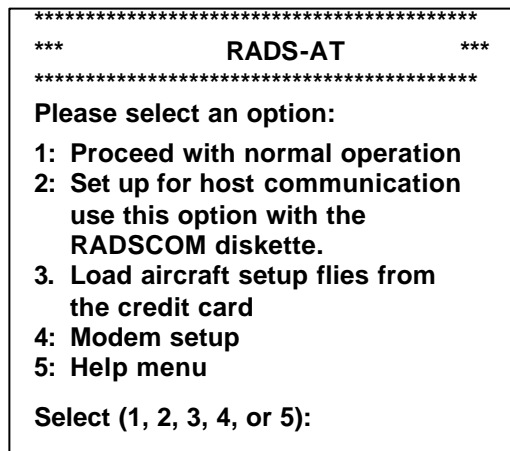 *******************************************
*** RADS-AT ***
*******************************************
Please select an option:
1: Proceed with normal operation
2: Set up for host communication
use this option with the
RADSCOM diskette.
3. Load aircraft setup flies from
the credit card
4: Modem setup
5: Help menu
Select (1, 2, 3, 4, or 5):